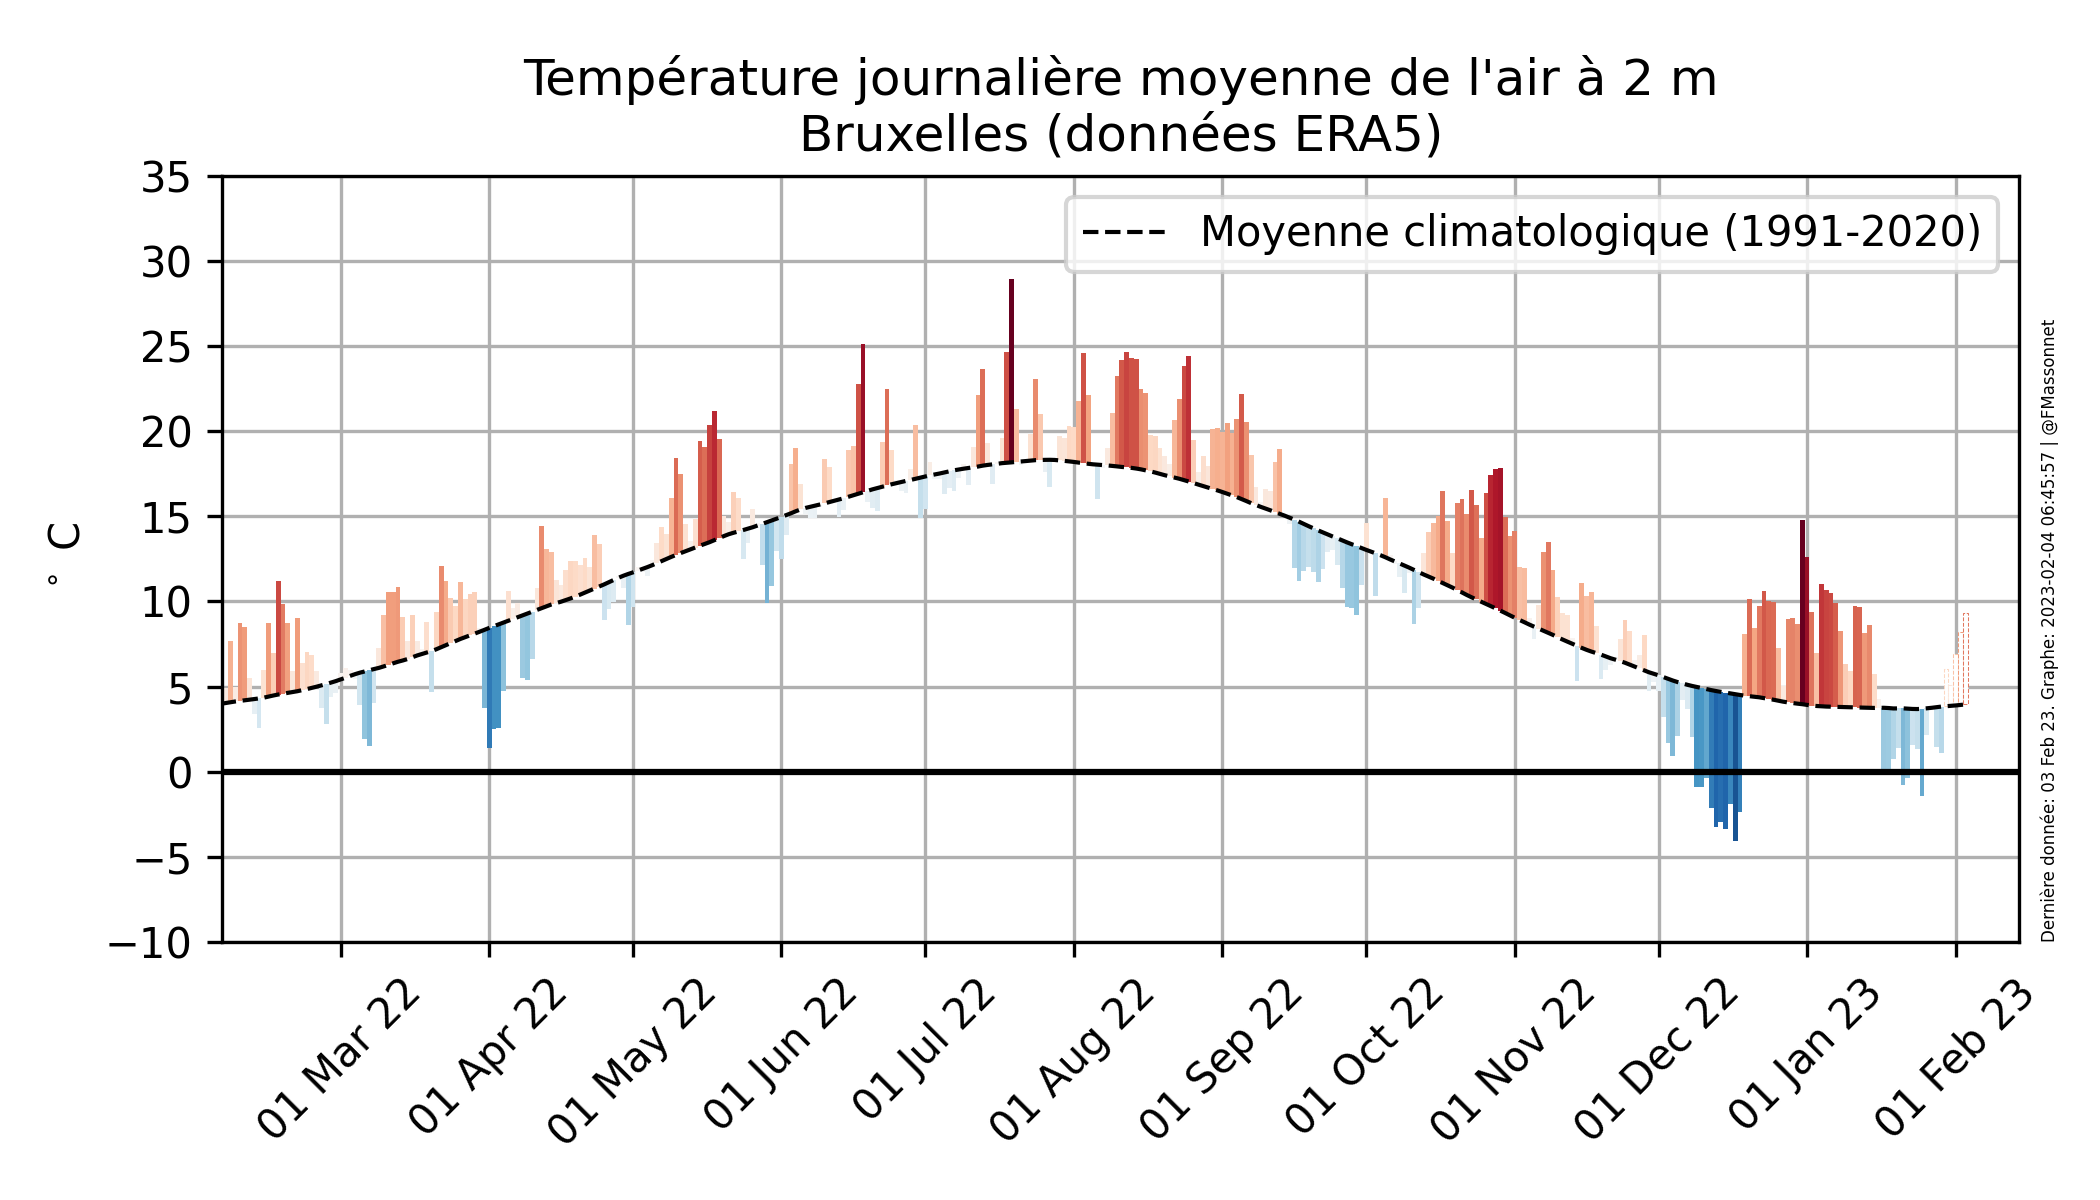 Température journalière moyenne de l'air à 2 m
Bruxelles (données ERA5)
35
30
25
20
15
10
5
0
−5
−10
° C
Moyenne climatologique (1991-2020)
01 Mar 22
01 Apr 22
01 May 22
01 Jun 22
01 Jul 22
01 Aug 22
01 Sep 22
01 Oct 22
01 Nov 22
01 Dec 22
01 Jan 23
01 Feb 23
Dernière donnée: 03 Feb 23. Graphe: 2023-02-04 06:45:57 | @FMassonnet